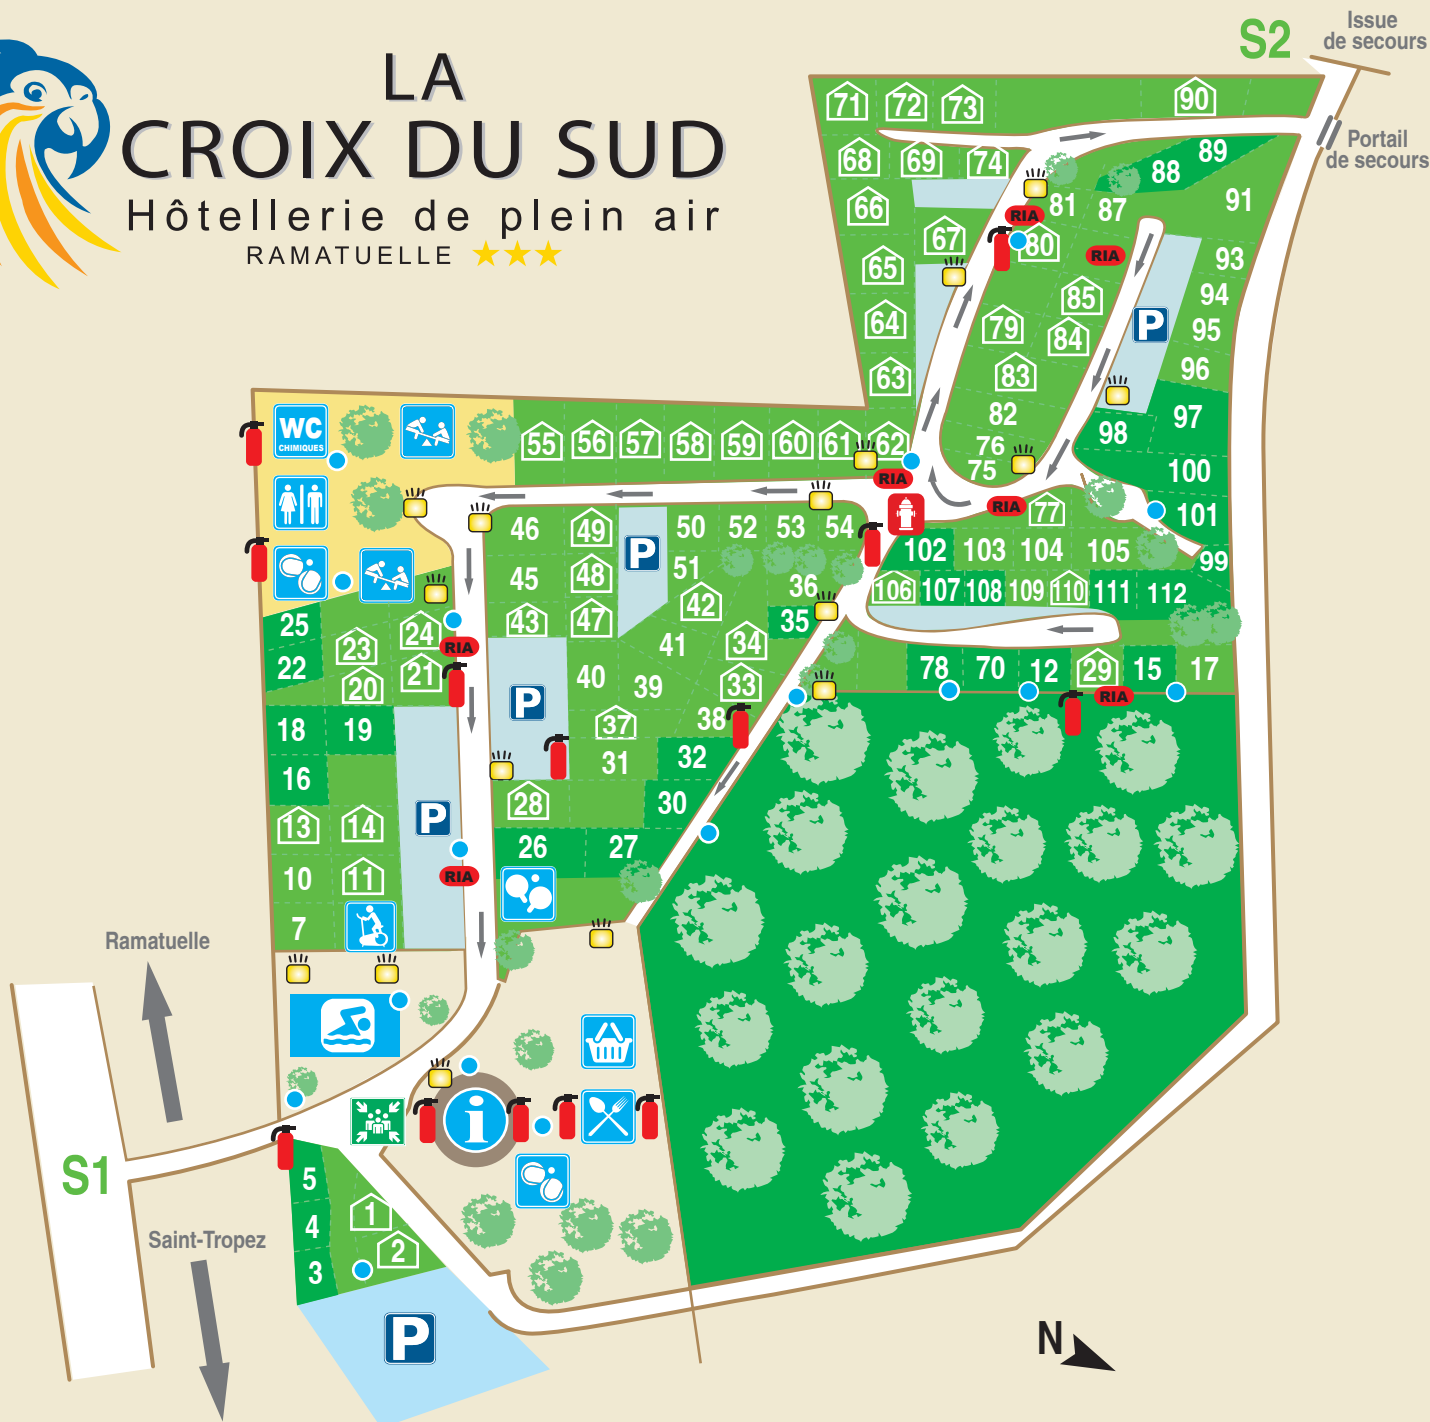 LA
CROIX DU SUD
Hôtellerie de plein air
RAMATUELLE
S2
Issue
de secours
Portail
de secours
71 72 73 90
68 69 74 88 89
66 81 87 91
RIA
67 80 RIA 93
65 85 94
64 79 84 P 95
63 83 96
82 98 97
WC
CHIMIQUES
55 56 57 58 59 60 61 62 76
75 100
RIA RIA 77 101
46 49 P 50 52 53 54 102 103 104 105 99
45 48 51 36 106 107 108 109 110 111 112
43 47 42 35
25 24 41 34
23 RIA
22 20 21 40 39 33 78 70 12 29 15 17
RIA
18 19 P 37 38
16 31 32
13 14 P 28 30
26 27
10 11 RIA
7
Ramatuelle
i
S1
5
4 1
3 2
Saint-Tropez
P
N